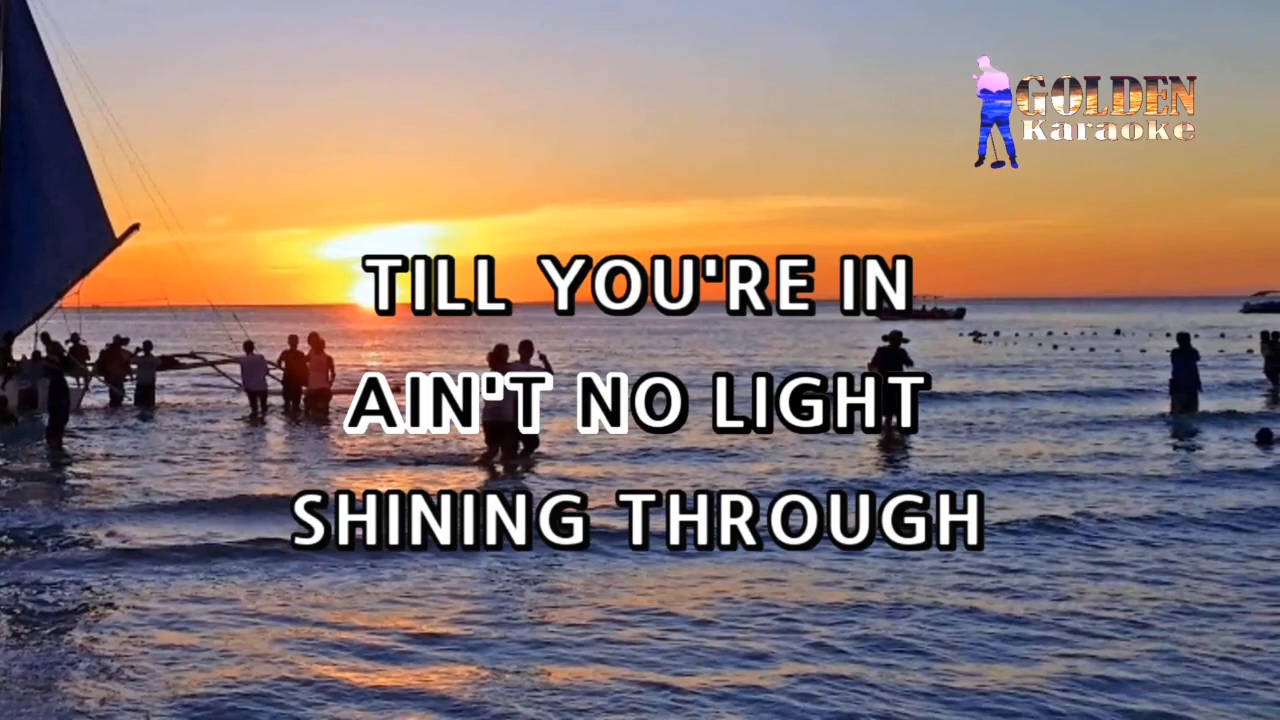 GOLDEN
Karaoke
TILL YOU'RE IN
AIN'T NO LIGHT
SHINING THROUGH